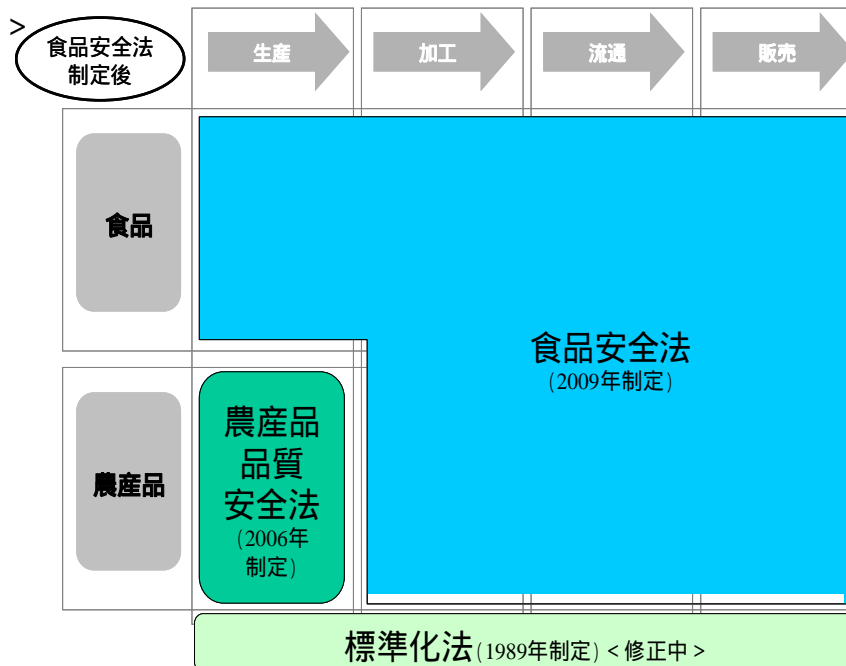 >
食品安全法
制定後
生産
加工
流通
販売
食品
食品安全法
(2009年制定)
農産品
農産品
品質
安全法
(2006年
制定)
標準化法(1989年制定)<修正中>